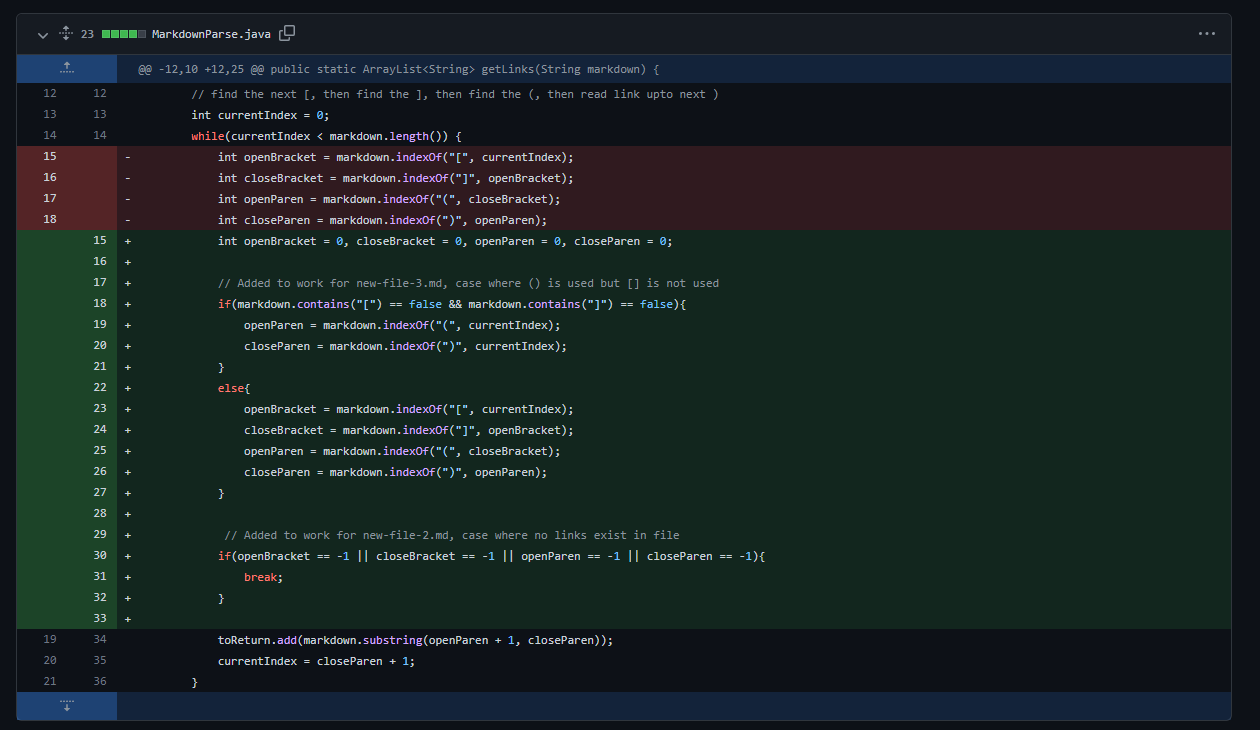 23 MarkdownParse.java
@@ -12,10 +12,25 @@ public static ArrayList<String> getLinks(String markdown) {
12 12 // find the next [, then find the ], then find the (, then read link upto next )
13 13 int currentIndex = 0;
14 14 while(currentIndex < markdown.length()) {
15 - int openBracket = markdown.indexOf("[", currentIndex);
16 - int closeBracket = markdown.indexOf("]", openBracket);
17 - int openParen = markdown.indexOf("(", closeBracket);
18 - int closeParen = markdown.indexOf(")", openParen);
15 + int openBracket = 0, closeBracket = 0, openParen = 0, closeParen = 0;
16 +
17 + // Added to work for new-file-3.md, case where () is used but [] is not used
18 + if(markdown.contains("[") == false && markdown.contains("]") == false){
19 + openParen = markdown.indexOf("(", currentIndex);
20 + closeParen = markdown.indexOf(")", currentIndex);
21 + }
22 + else{
23 + openBracket = markdown.indexOf("[", currentIndex);
24 + closeBracket = markdown.indexOf("]", openBracket);
25 + openParen = markdown.indexOf("(", closeBracket);
26 + closeParen = markdown.indexOf(")", openParen);
27 + }
28 +
29 + // Added to work for new-file-2.md, case where no links exist in file
30 + if(openBracket == -1 || closeBracket == -1 || openParen == -1 || closeParen == -1){
31 + break;
32 + }
33 +
19 34 toReturn.add(markdown.substring(openParen + 1, closeParen));
20 35 currentIndex = closeParen + 1;
21 36 }